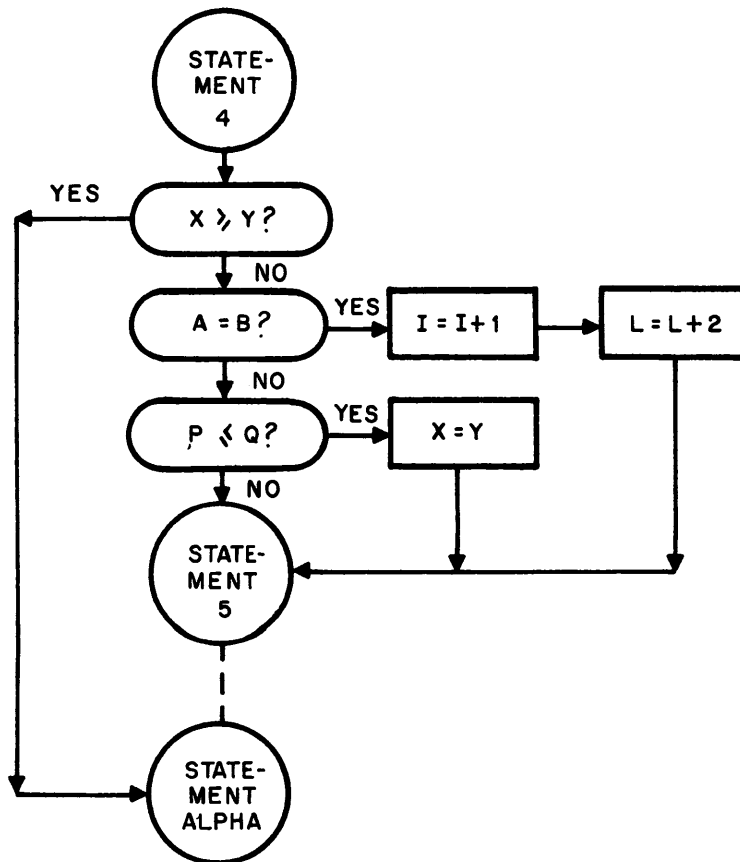 STATE-
MENT
4
YES
X ⩾ Y?
NO
A = B?
YES
I = I+1
L = L+2
NO
P ⩽ Q?
YES
X = Y
NO
STATE-
MENT
5
STATE-
MENT
ALPHA